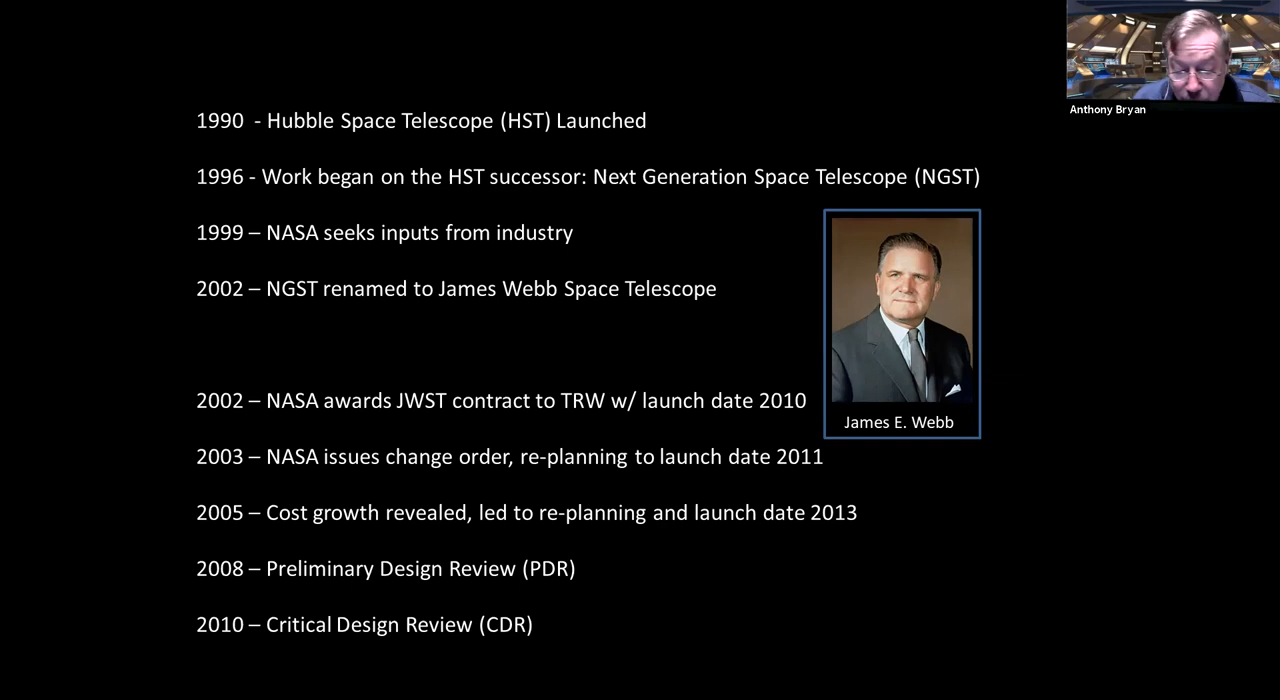 Anthony Bryan
1990  - Hubble Space Telescope (HST) Launched
1996 - Work began on the HST successor: Next Generation Space Telescope (NGST)
1999 – NASA seeks inputs from industry
2002 – NGST renamed to James Webb Space Telescope
2002 – NASA awards JWST contract to TRW w/ launch date 2010
James E. Webb
2003 – NASA issues change order, re-planning to launch date 2011
2005 – Cost growth revealed, led to re-planning and launch date 2013
2008 – Preliminary Design Review (PDR)
2010 – Critical Design Review (CDR)